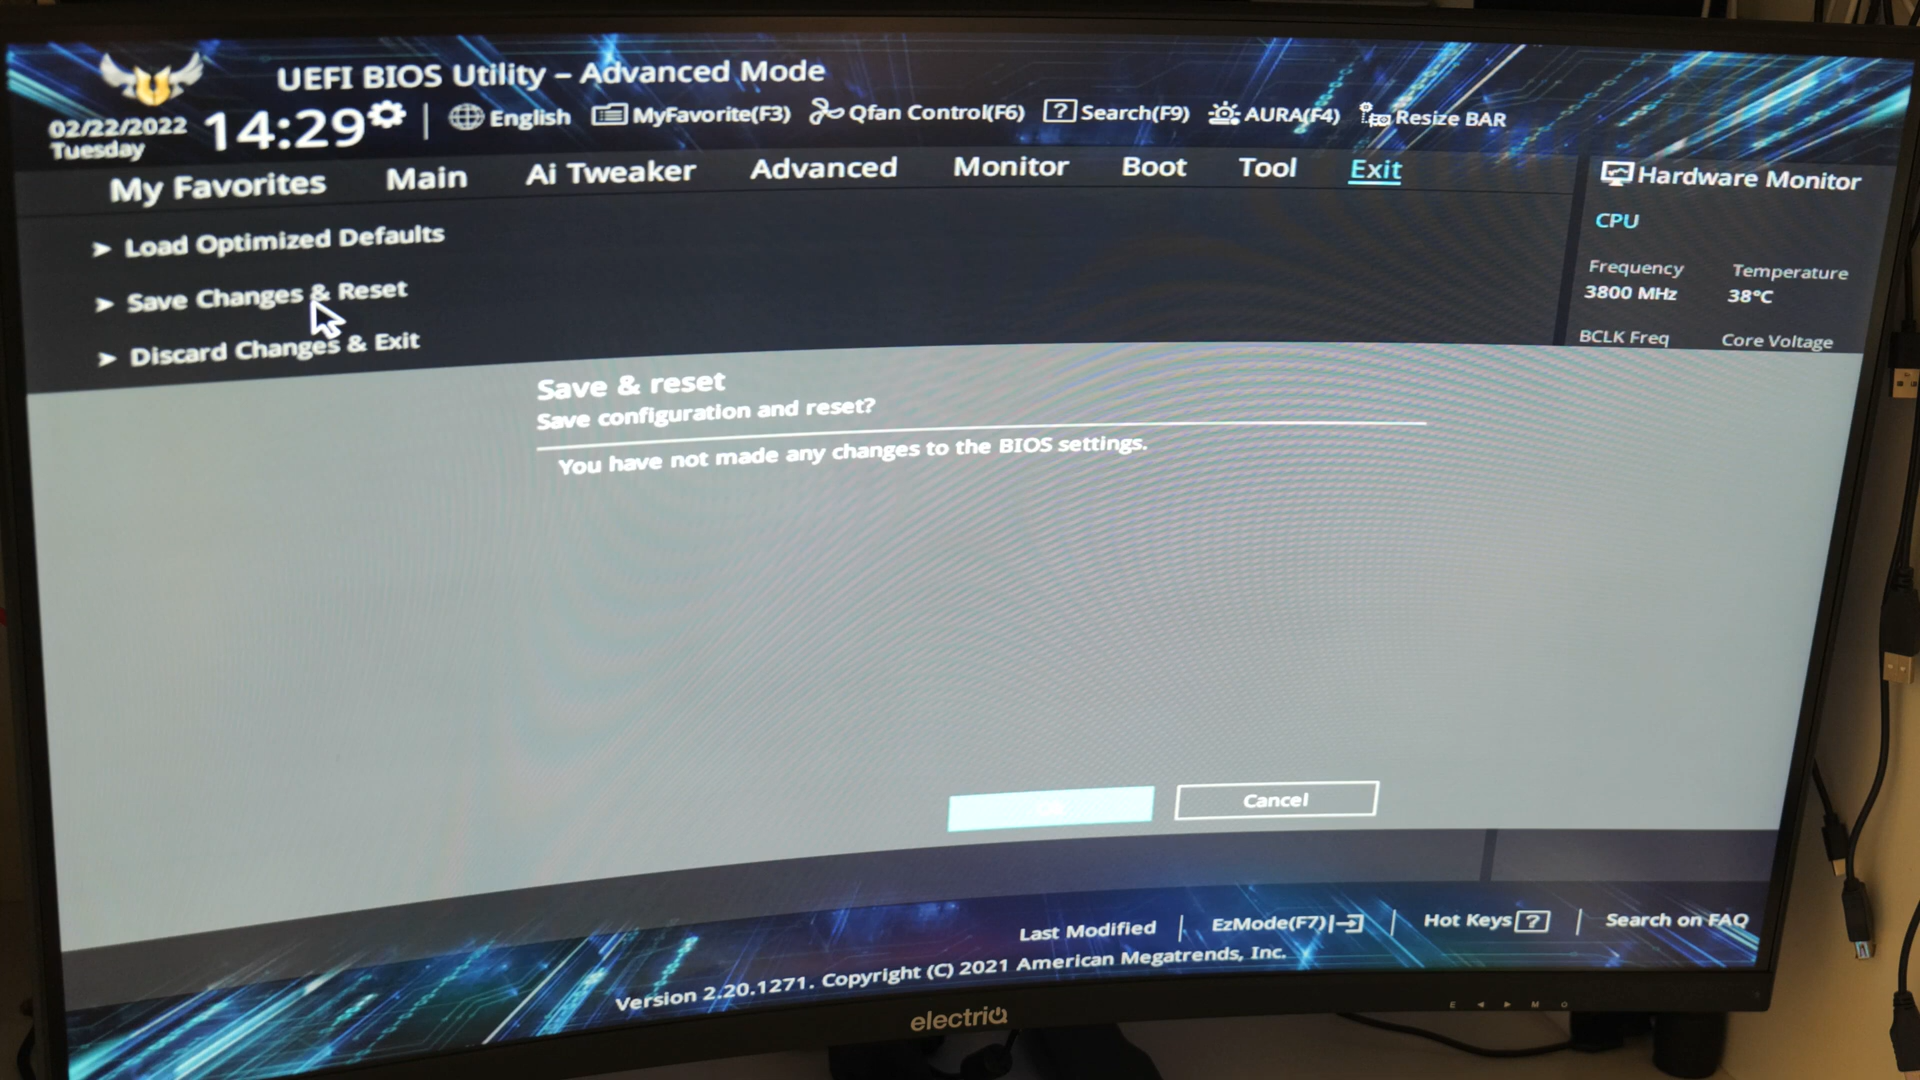 UEFI BIOS Utility – Advanced Mode
02/22/2022
Tuesday
14:29
English
MyFavorite(F3)
Qfan Control(F6)
? Search(F9)
AURA(F4)
Resize BAR
My Favorites
Main
Ai Tweaker
Advanced
Monitor
Boot
Tool
Exit
Hardware Monitor
Load Optimized Defaults
Save Changes & Reset
Discard Changes & Exit
CPU
Frequency
Temperature
3800 MHz
38°C
BCLK Freq
Core Voltage
Save & reset
Save configuration and reset?
You have not made any changes to the BIOS settings.
Cancel
Last Modified
EzMode(F7)
Hot Keys ?
Search on FAQ
Version 2.20.1271. Copyright (C) 2021 American Megatrends, Inc.
electriQ
E
M